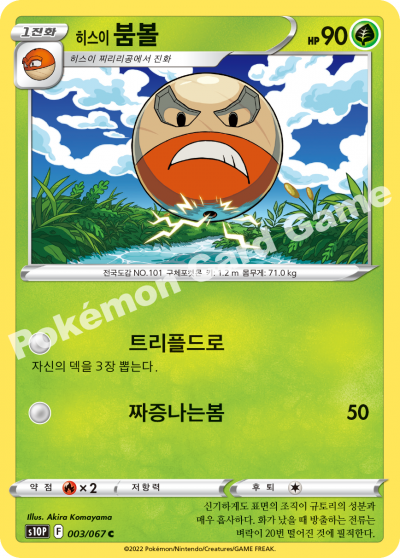 1진화
히스이 붐볼
HP 90
히스이 찌리리공에서 진화
전국도감 NO.101 구체포켓몬 키: 1.2 m 몸무게: 71.0 kg
Pokémon Card Game
트리플드로
자신의 덱을 3장 뽑는다.
짜증나는봄 50
약점 ×2 저항력 후퇴
Illus. Akira Komayama
s10P F 003/067 C
신기하게도 표면의 조직이 규토리의 성분과
매우 흡사하다. 화가 났을 때 방출하는 전류는
벼락이 20번 떨어진 것에 필적한다.
©2022 Pokémon/Nintendo/Creatures/GAME FREAK.